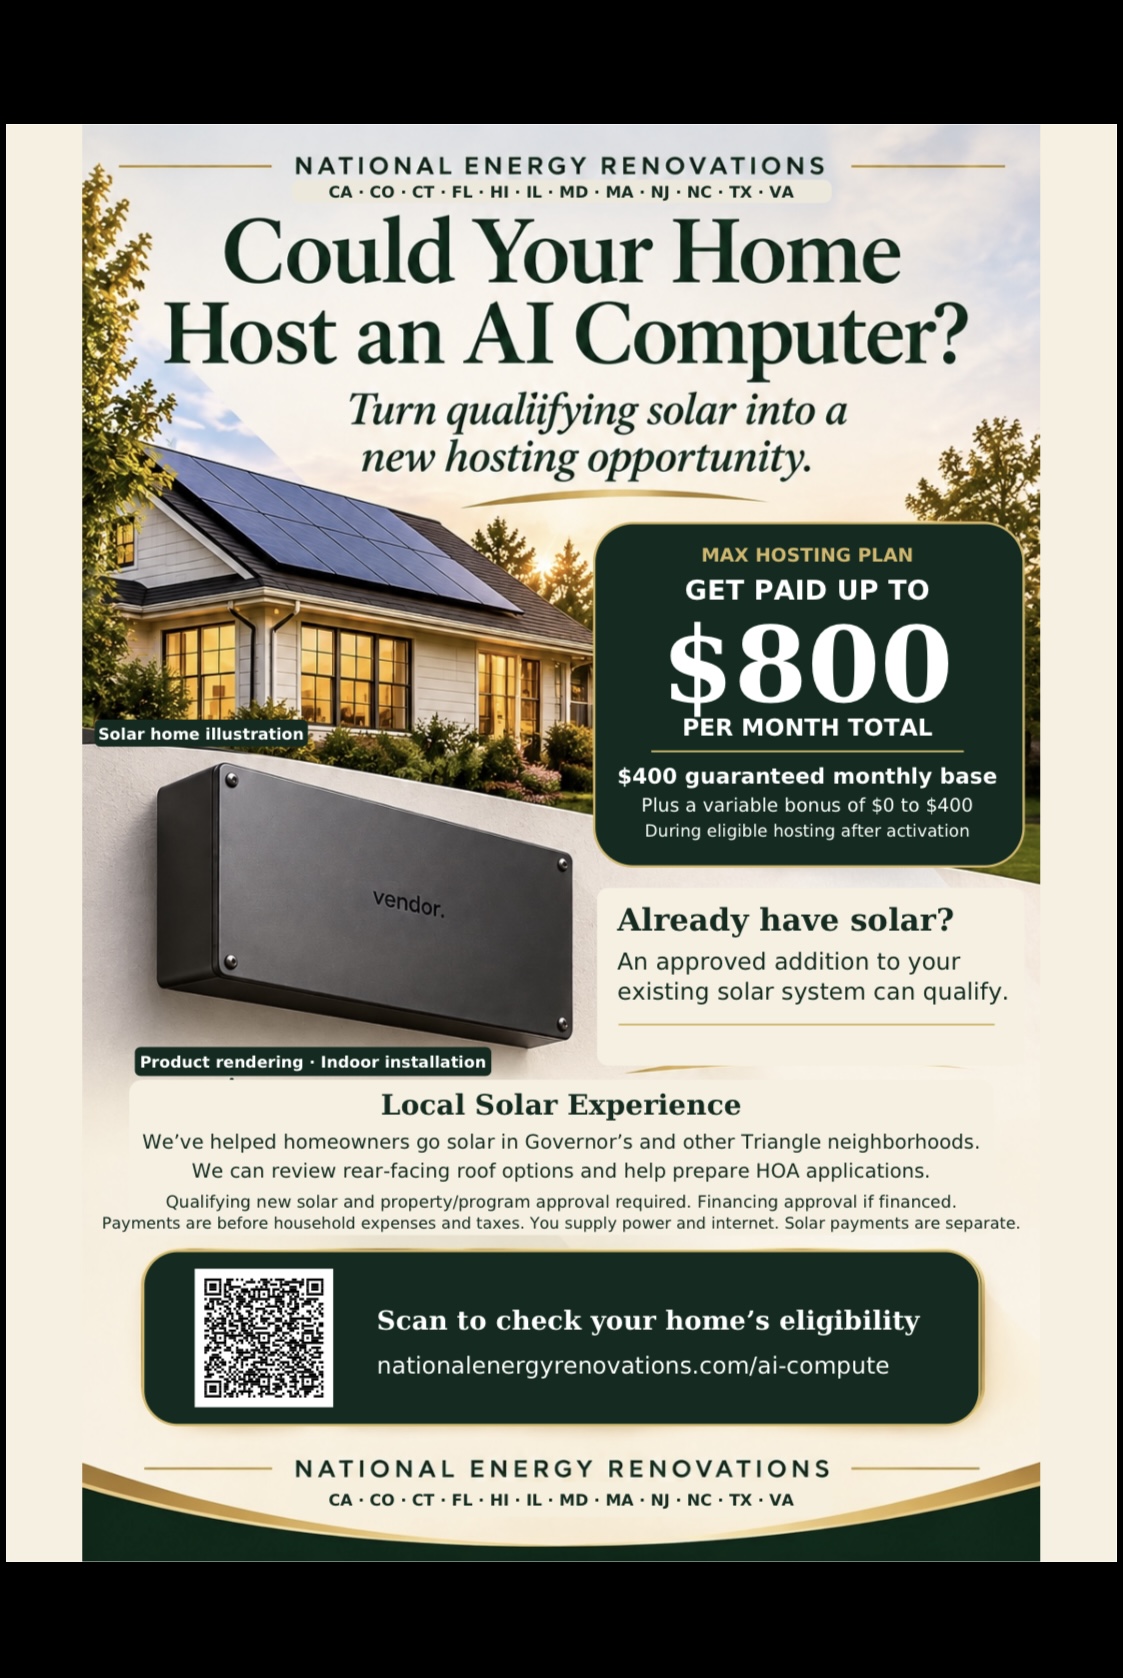 NATIONAL ENERGY RENOVATIONS
CA · CO · CT · FL · HI · IL · MD · MA · NJ · NC · TX · VA
Could Your Home
Host an AI Computer?
Turn qualiifying solar into a
new hosting opportunity.
MAX HOSTING PLAN
GET PAID UP TO
$800
PER MONTH TOTAL
$400 guaranteed monthly base
Plus a variable bonus of $0 to $400
During eligible hosting after activation
Solar home illustration
vendor.
Already have solar?
An approved addition to your
existing solar system can qualify.
Product rendering · Indoor installation
Local Solar Experience
We’ve helped homeowners go solar in Governor’s and other Triangle neighborhoods.
We can review rear-facing roof options and help prepare HOA applications.
Qualifying new solar and property/program approval required. Financing approval if financed.
Payments are before household expenses and taxes. You supply power and internet. Solar payments are separate.
Scan to check your home’s eligibility
nationalenergyrenovations.com/ai-compute
NATIONAL ENERGY RENOVATIONS
CA · CO · CT · FL · HI · IL · MD · MA · NJ · NC · TX · VA